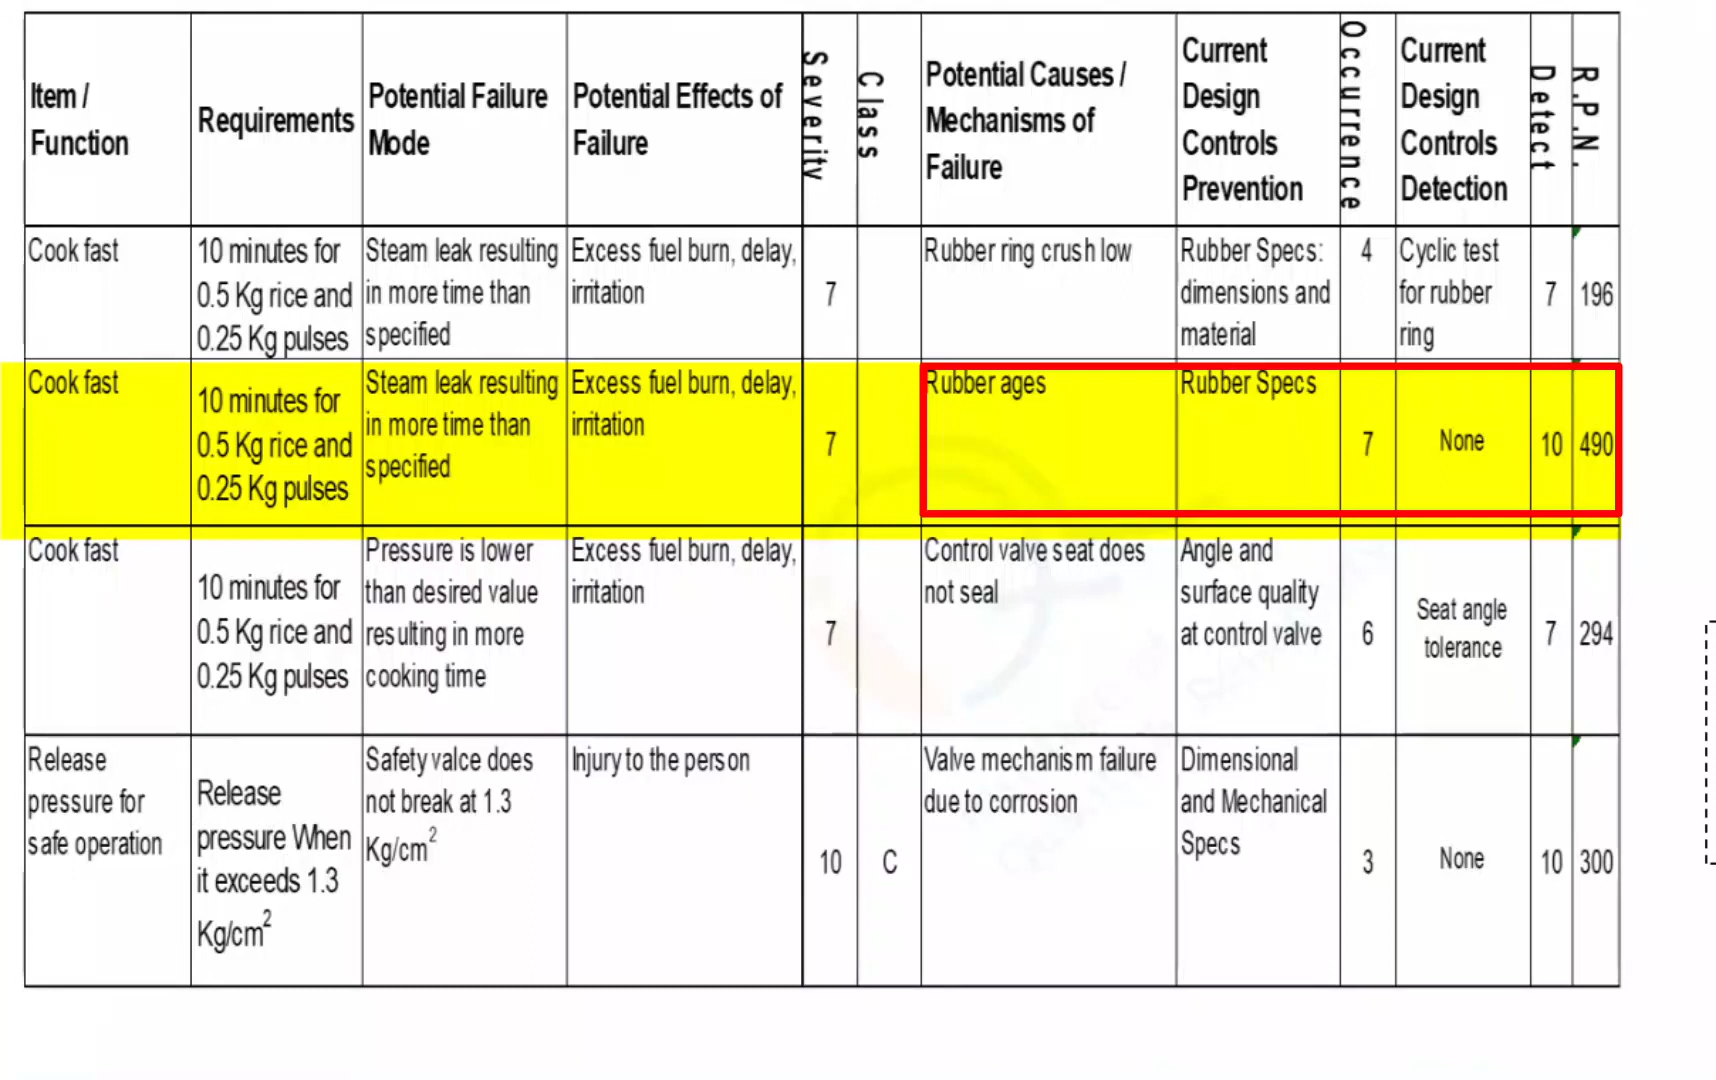 Item /
Function
Requirements
Potential Failure
Mode
Potential Effects of
Failure
Severity
Class
Potential Causes /
Mechanisms of
Failure
Current
Design
Controls
Prevention
Occurrence
Current
Design
Controls
Detection
Detect
R.P.N.
Cook fast
10 minutes for
0.5 Kg rice and
0.25 Kg pulses
Steam leak resulting
in more time than
specified
Excess fuel burn, delay,
irritation
7
Rubber ring crush low
Rubber Specs:
dimensions and
material
4
Cyclic test
for rubber
ring
7
196
Cook fast
10 minutes for
0.5 Kg rice and
0.25 Kg pulses
Steam leak resulting
in more time than
specified
Excess fuel burn, delay,
irritation
7
Rubber ages
Rubber Specs
7
None
10
490
Cook fast
10 minutes for
0.5 Kg rice and
0.25 Kg pulses
Pressure is lower
than desired value
resulting in more
cooking time
Excess fuel burn, delay,
irritation
7
Control valve seat does
not seal
Angle and
surface quality
at control valve
6
Seat angle
tolerance
7
294
Release
pressure for
safe operation
Release
pressure When
it exceeds 1.3
Kg/cm²
Safety valce does
not break at 1.3
Kg/cm²
Injury to the person
10
C
Valve mechanism failure
due to corrosion
Dimensional
and Mechanical
Specs
3
None
10
300